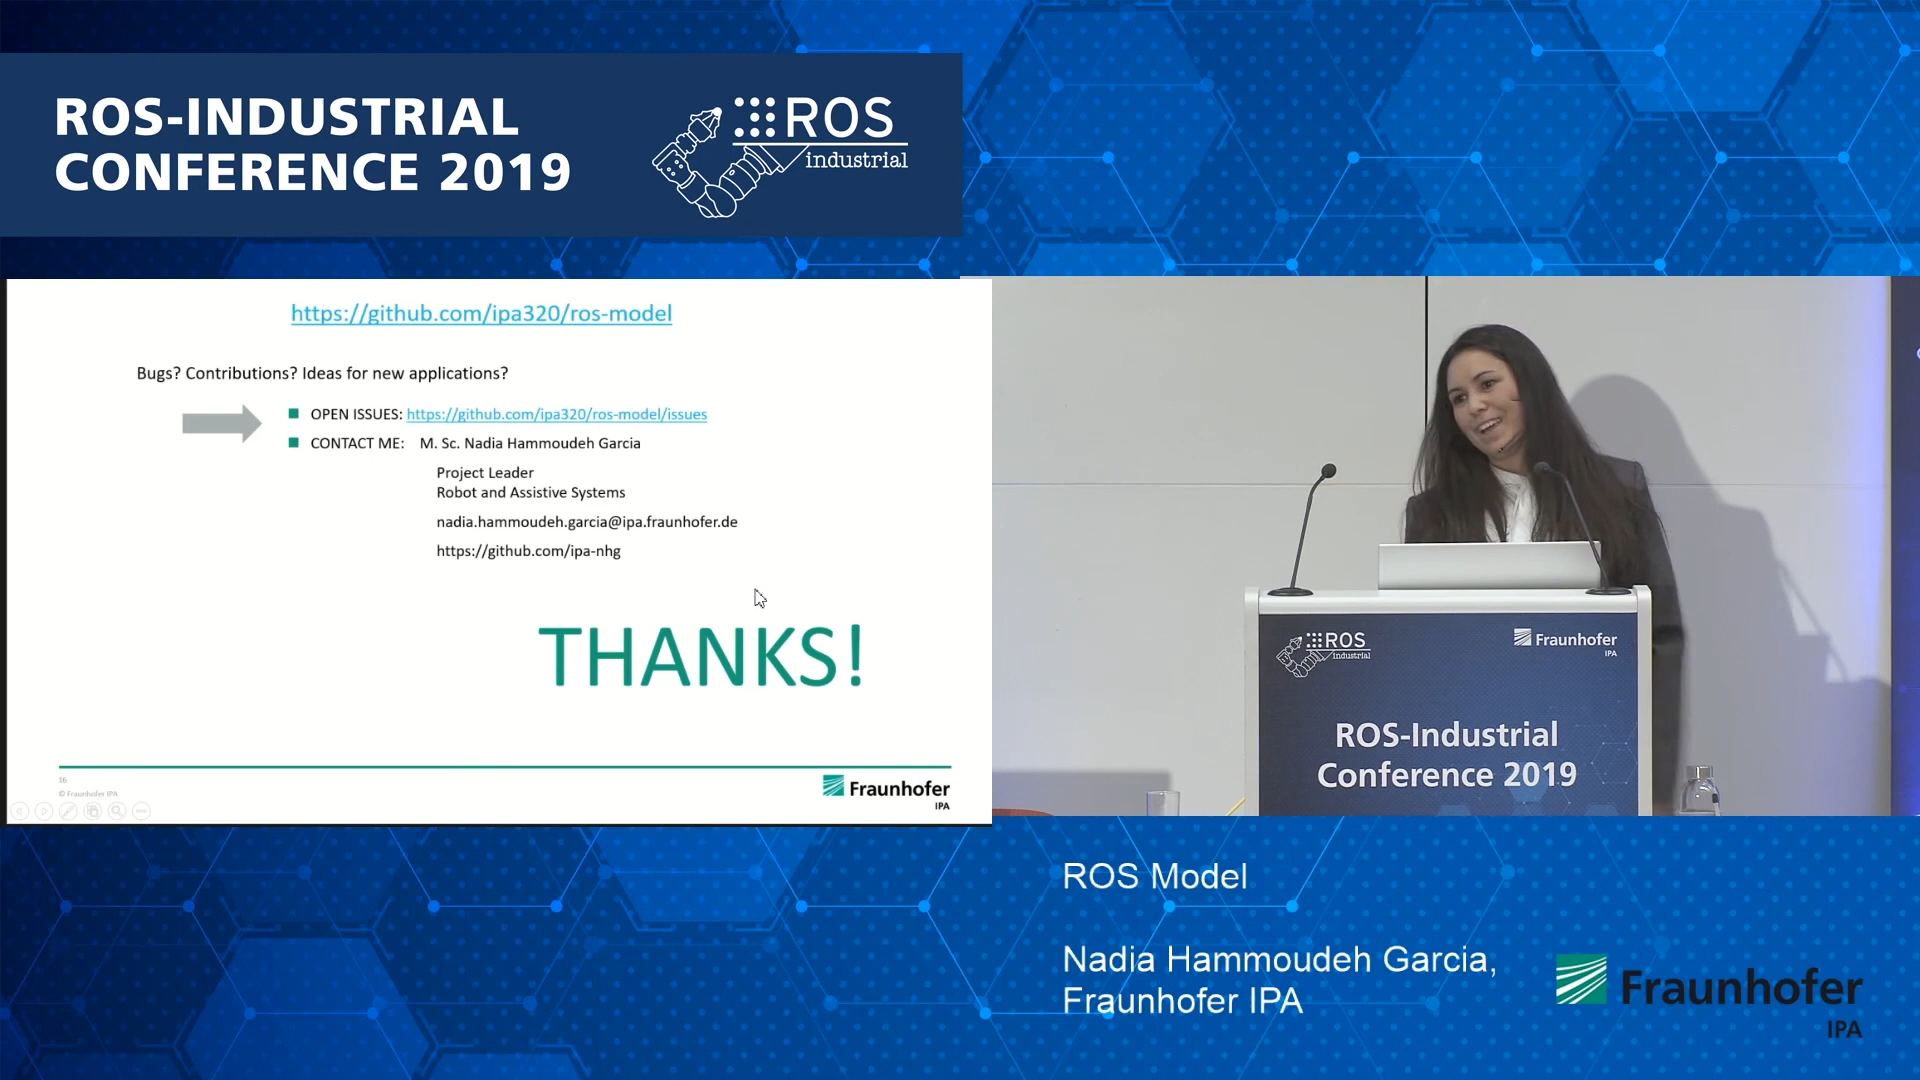 ROS-INDUSTRIAL
CONFERENCE 2019
ROS
industrial
https://github.com/ipa320/ros-model
Bugs? Contributions? Ideas for new applications?
OPEN ISSUES: https://github.com/ipa320/ros-model/issues
CONTACT ME: M. Sc. Nadia Hammoudeh Garcia
Project Leader
Robot and Assistive Systems
nadia.hammoudeh.garcia@ipa.fraunhofer.de
https://github.com/ipa-nhg
THANKS!
16
© Fraunhofer IPA
Fraunhofer
IPA
ROS
industrial
Fraunhofer
IPA
ROS-Industrial
Conference 2019
ROS Model
Nadia Hammoudeh Garcia,
Fraunhofer IPA
Fraunhofer
IPA